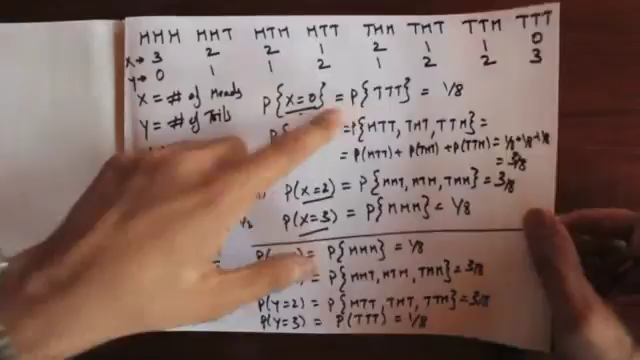 HHH HHT HTH HTT THH THT TTH TTT
X→ 3 2 2 1 2 1 1 0
Y→ 0 1 1 2 1 2 2 3
X = # of Heads
Y = # of Tails
P{X=0} = P{TTT} = 1/8
=P{HTT, THT, TTH} =
= P(HTT) + P(THT) + P(TTH) = 1/8+1/8+1/8
= 3/8
P(X=2) = P{HHT, HTH, THH} = 3/8
P(X=3) = P{HHH} = 1/8
= P{HHH} = 1/8
= P{HHT, HTH, THH} = 3/8
P(Y=2) = P{HTT, THT, TTH} = 3/8
P(Y=3) = P(TTT) = 1/8